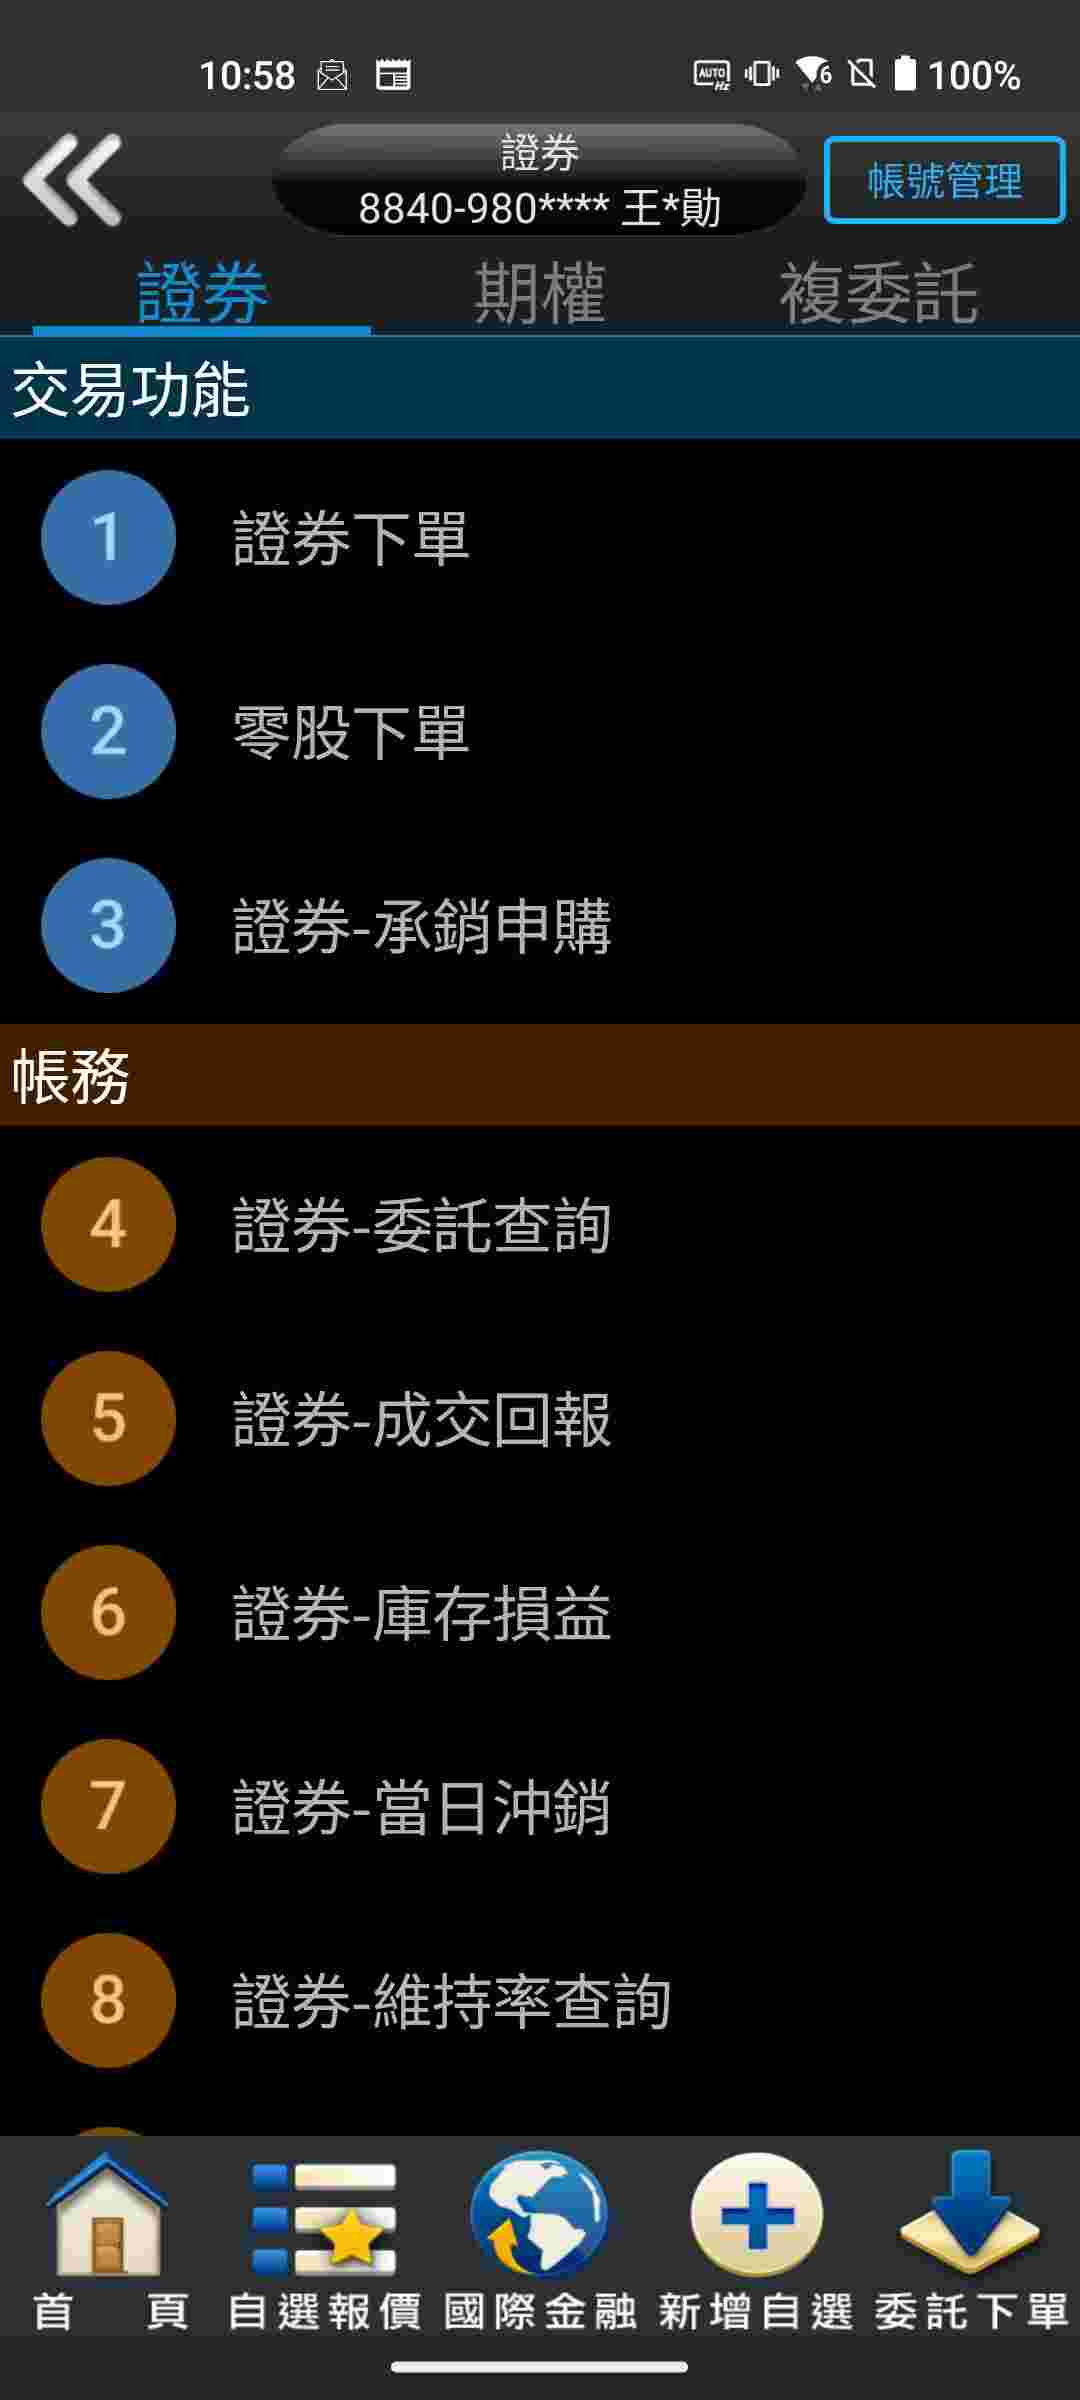 10:58 AUTO Hz 6 100%
證券
8840-980**** 王*勛
帳號管理
證券 期權 複委託
交易功能
1 證券下單
2 零股下單
3 證券-承銷申購
帳務
4 證券-委託查詢
5 證券-成交回報
6 證券-庫存損益
7 證券-當日沖銷
8 證券-維持率查詢
首頁 自選報價 國際金融 新增自選 委託下單